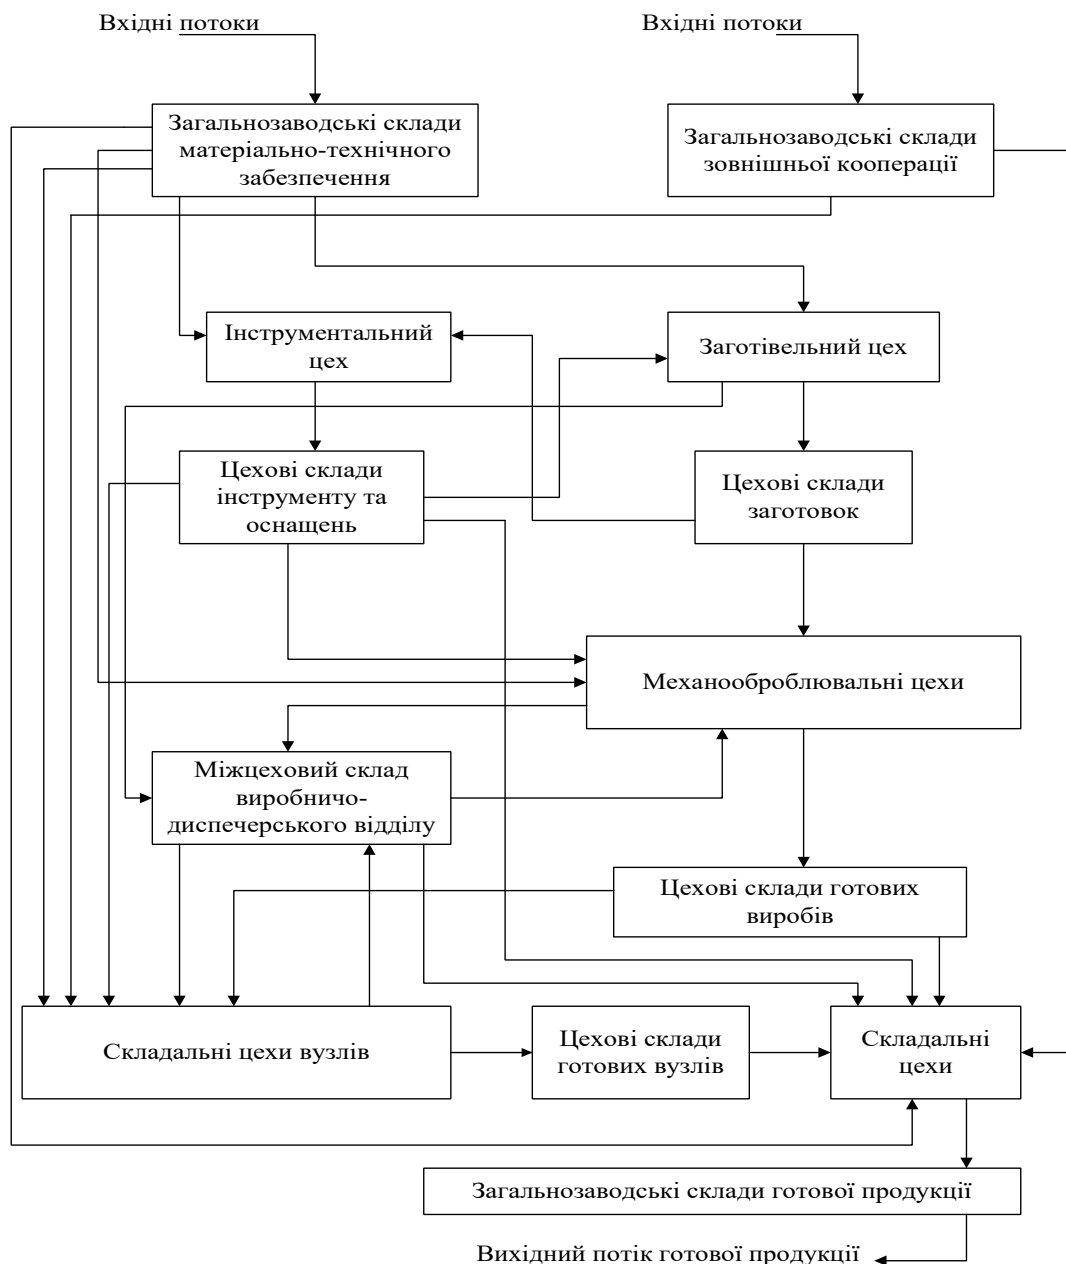 Вхідні потоки
Вхідні потоки
Загальнозаводські склади
матеріально-технічного
забезпечення
Загальнозаводські склади
зовнішньої кооперації
Інструментальний
цех
Заготівельний цех
Цехові склади
інструменту та
оснащень
Цехові склади
заготовок
Механооброблювальні цехи
Міжцеховий склад
виробничо-
диспечерського відділу
Цехові склади готових
виробів
Складальні цехи вузлів
Цехові склади
готових вузлів
Складальні
цехи
Загальнозаводські склади готової продукції
Вихідний потік готової продукції